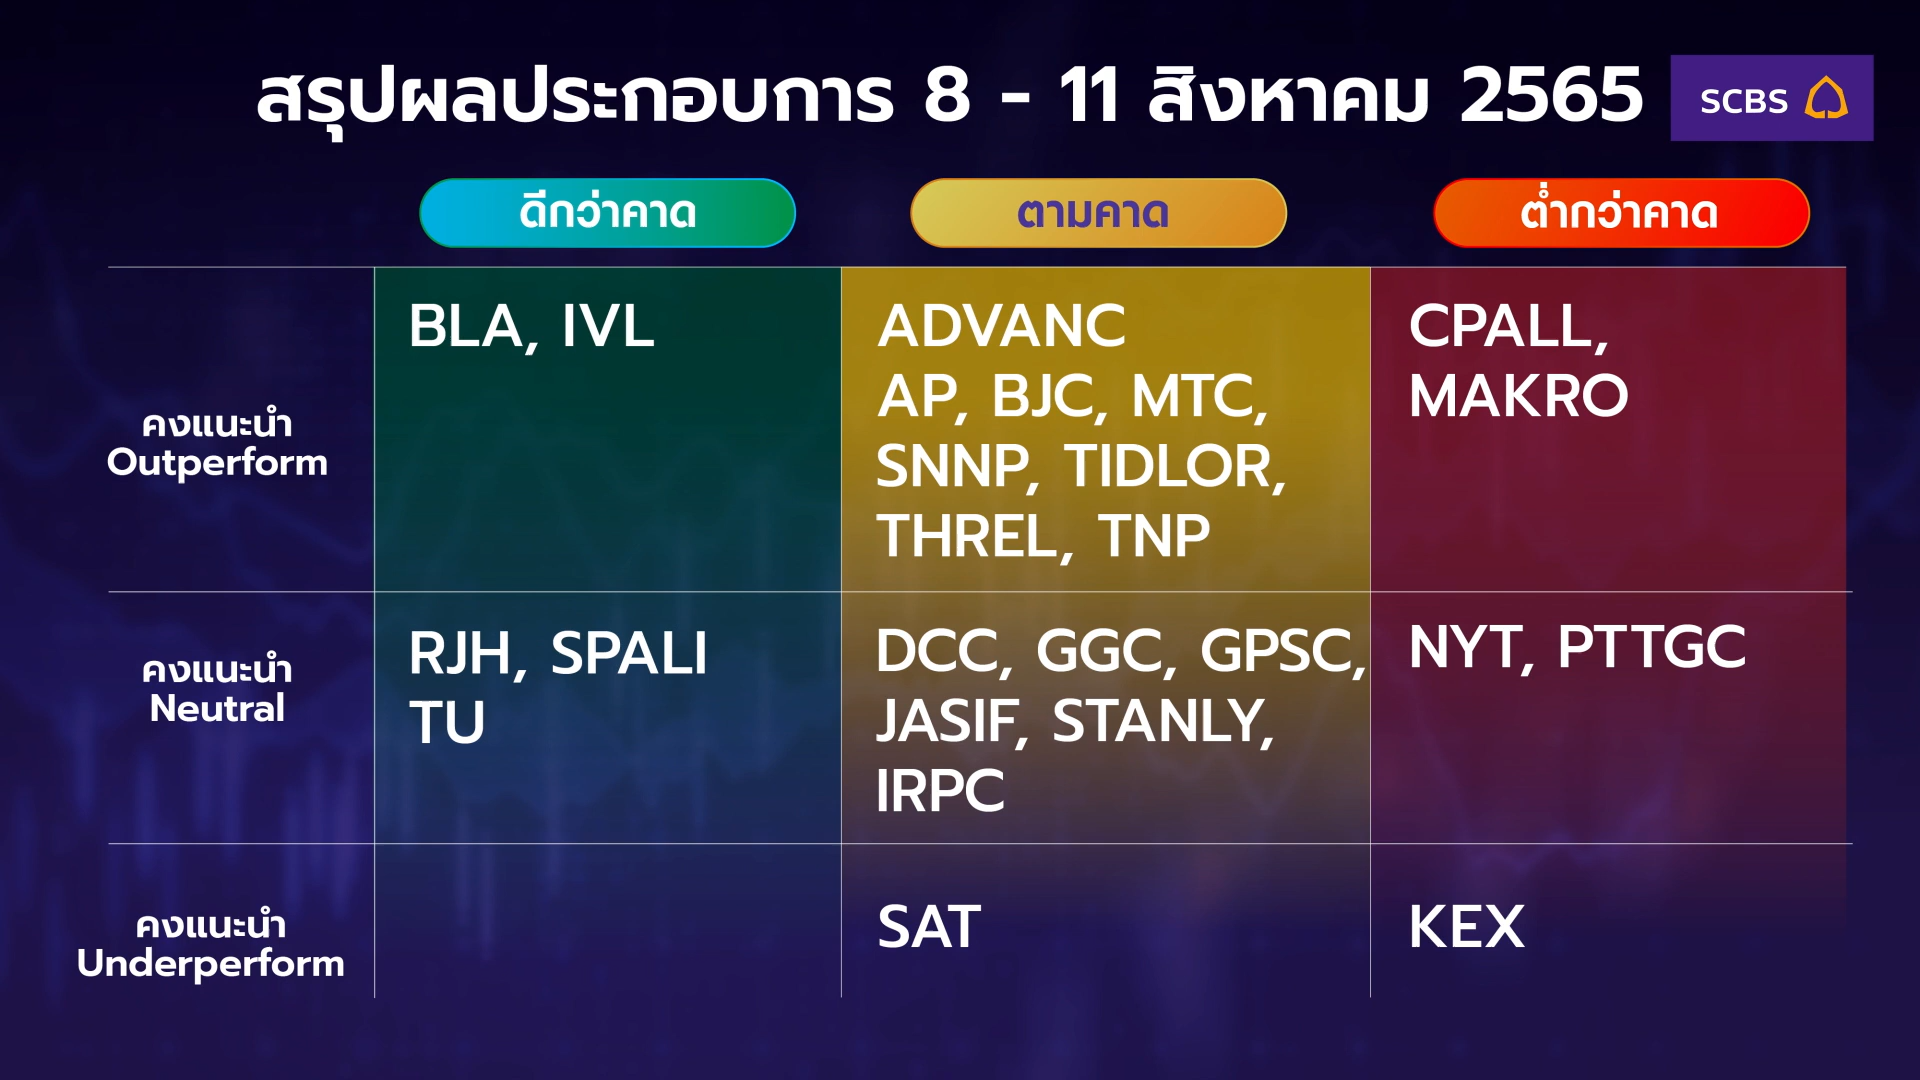 สรุปผลประกอบการ 8 - 11 สิงหาคม 2565
SCBS
ดีกว่าคาด
ตามคาด
ต่ำกว่าคาด
คงแนะนำ
Outperform
BLA, IVL
ADVANC
AP, BJC, MTC,
SNNP, TIDLOR,
THREL, TNP
CPALL,
MAKRO
คงแนะนำ
Neutral
RJH, SPALI
TU
DCC, GGC, GPSC,
JASIF, STANLY,
IRPC
NYT, PTTGC
คงแนะนำ
Underperform
SAT
KEX